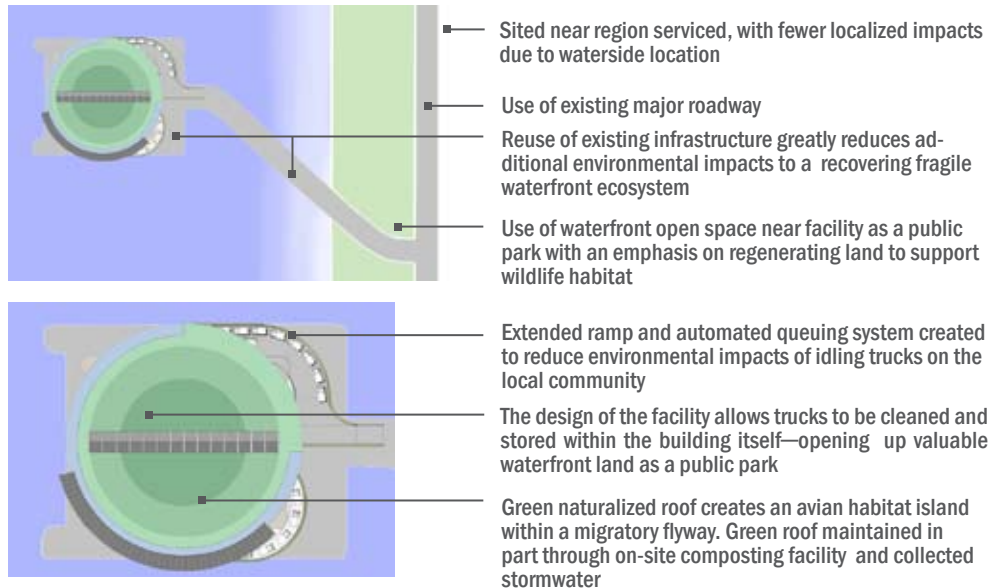 Sited near region serviced, with fewer localized impacts
due to waterside location
Use of existing major roadway
Reuse of existing infrastructure greatly reduces ad-
ditional environmental impacts to a recovering fragile
waterfront ecosystem
Use of waterfront open space near facility as a public
park with an emphasis on regenerating land to support
wildlife habitat
Extended ramp and automated queuing system created
to reduce environmental impacts of idling trucks on the
local community
The design of the facility allows trucks to be cleaned and
stored within the building itself—opening up valuable
waterfront land as a public park
Green naturalized roof creates an avian habitat island
within a migratory flyway. Green roof maintained in
part through on-site composting facility and collected
stormwater